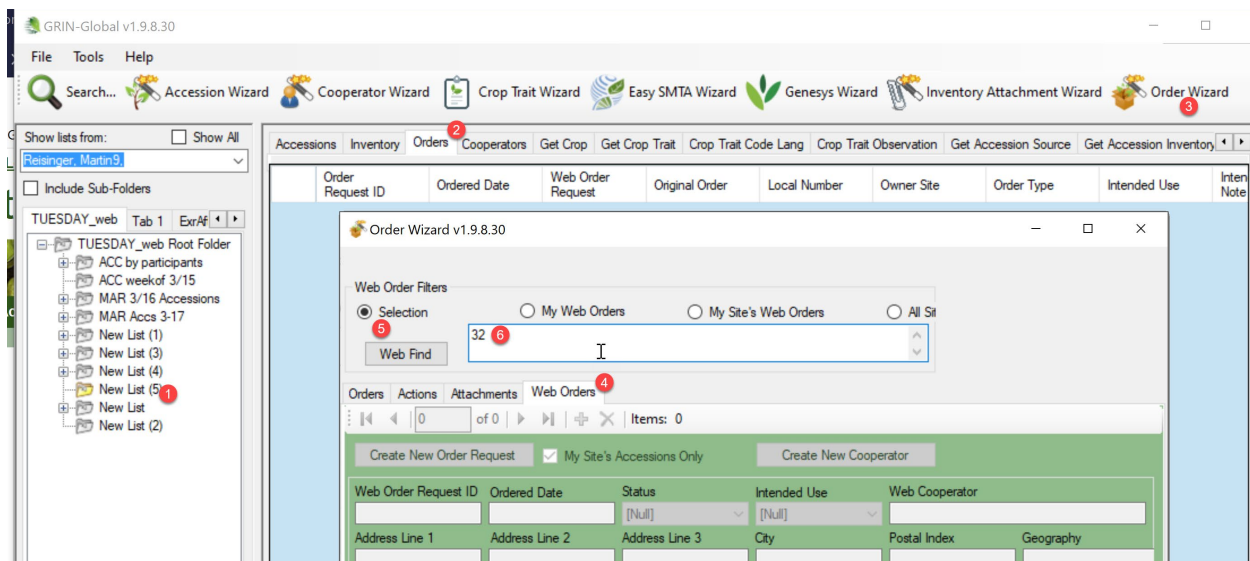 GRIN-Global v1.9.8.30
File Tools Help
Search... Accession Wizard Cooperator Wizard Crop Trait Wizard Easy SMTA Wizard Genesys Wizard Inventory Attachment Wizard Order Wizard
3
Show lists from: Show All
2
Accessions Inventory Orders Cooperators Get Crop Get Crop Trait Crop Trait Code Lang Crop Trait Observation Get Accession Source Get Accession Inventory
Reisinger, Martin9,
Include Sub-Folders
Order Request ID Ordered Date Web Order Request Original Order Local Number Owner Site Order Type Intended Use Inten Note
TUESDAY_web Tab 1 ExrAf
TUESDAY_web Root Folder
ACC by participants
ACC weekof 3/15
MAR 3/16 Accessions
MAR Accs 3-17
New List (1)
New List (3)
New List (4)
New List (5) 1
New List
New List (2)
Order Wizard v1.9.8.30
Web Order Filters
Selection My Web Orders My Site's Web Orders All Sit
5
32 6
Web Find
4
Orders Actions Attachments Web Orders
0 of 0 Items: 0
Create New Order Request My Site's Accessions Only Create New Cooperator
Web Order Request ID Ordered Date Status Intended Use Web Cooperator
[Null] [Null]
Address Line 1 Address Line 2 Address Line 3 City Postal Index Geography